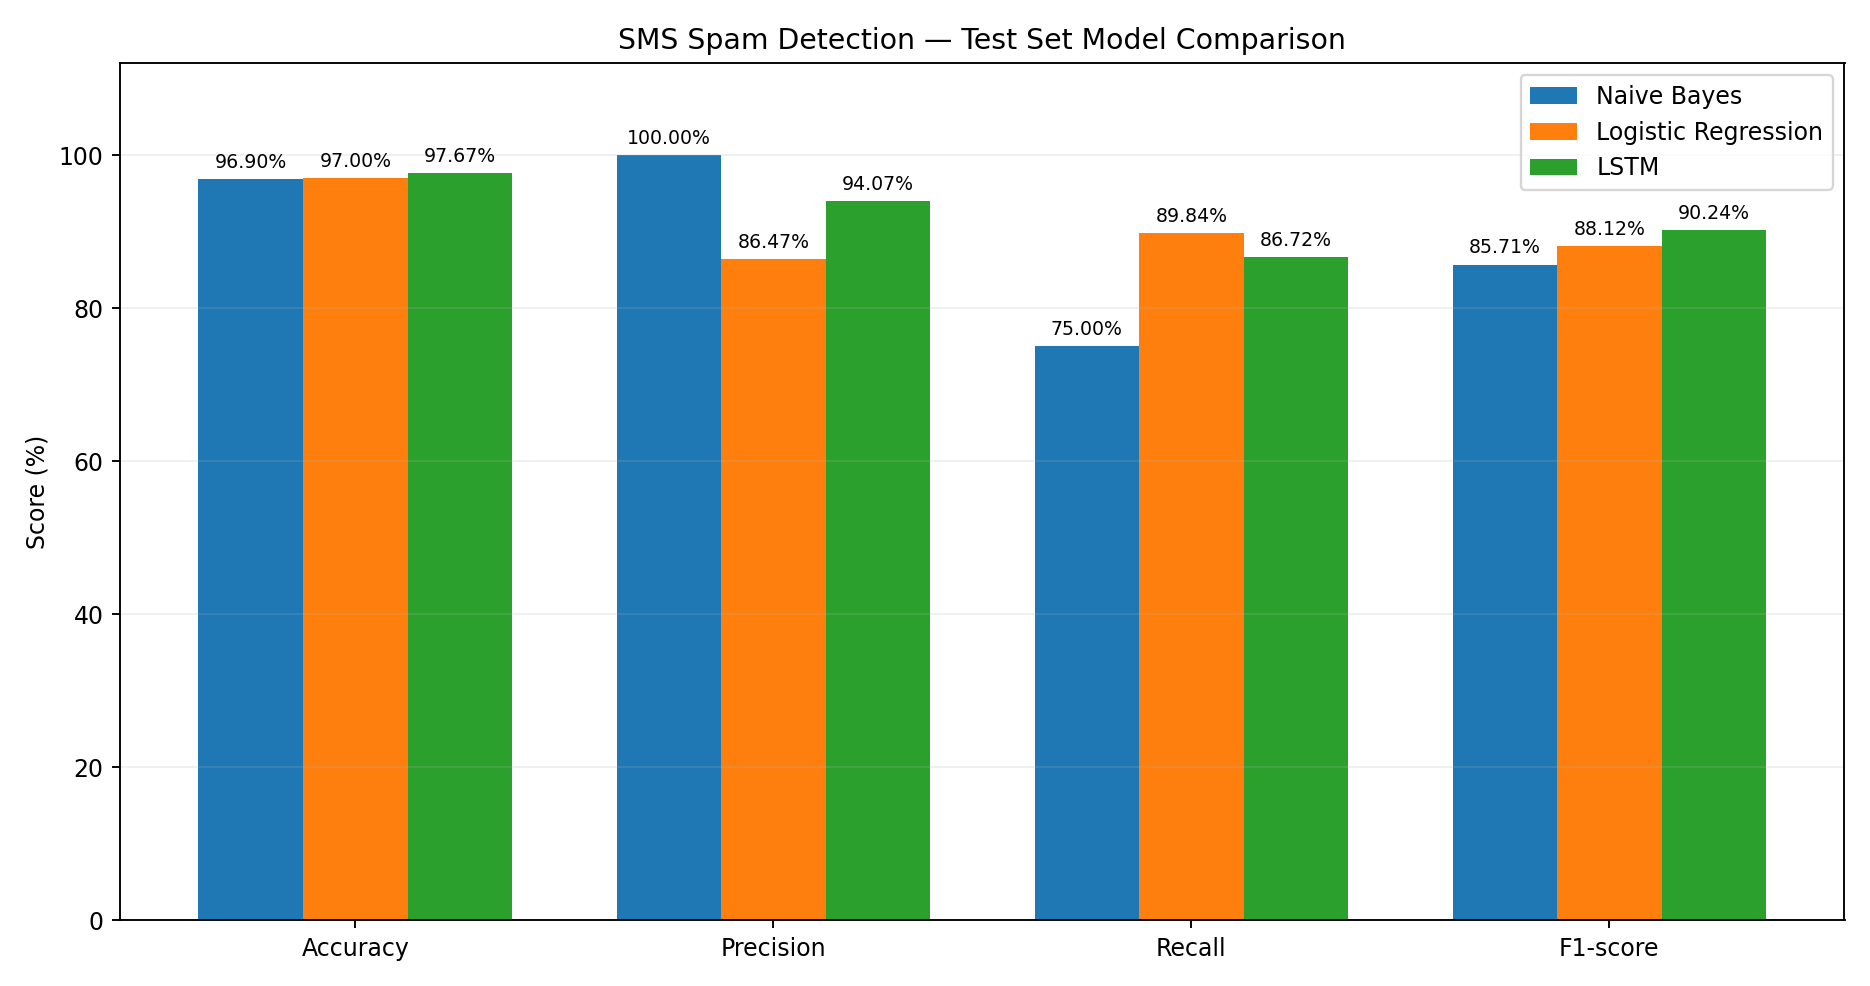 SMS Spam Detection — Test Set Model Comparison
Naive Bayes
Logistic Regression
LSTM
Score (%)
100
80
60
40
20
0
96.90%
97.00%
97.67%
100.00%
86.47%
94.07%
75.00%
89.84%
86.72%
85.71%
88.12%
90.24%
Accuracy
Precision
Recall
F1-score